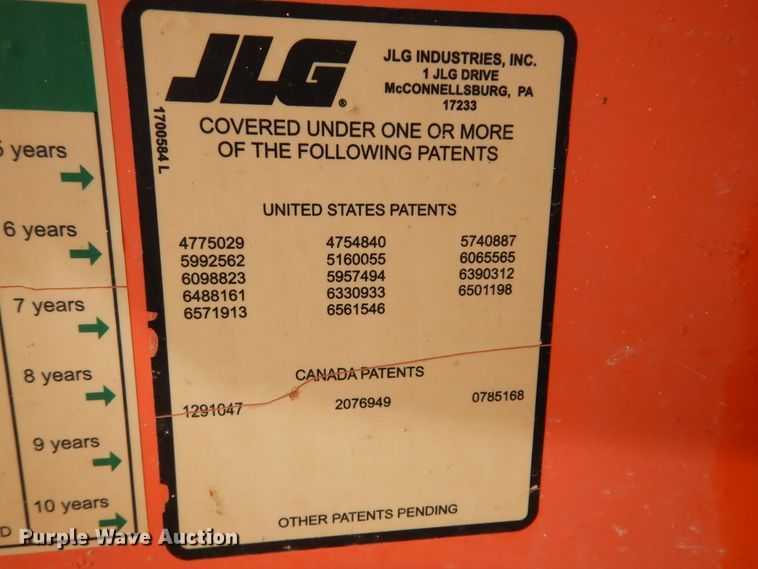 JLG®
JLG INDUSTRIES, INC.
1 JLG DRIVE
McCONNELLSBURG, PA
17233
1700584 L
COVERED UNDER ONE OR MORE
OF THE FOLLOWING PATENTS
UNITED STATES PATENTS
4775029 4754840 5740887
5992562 5160055 6065565
6098823 5957494 6390312
6488161 6330933 6501198
6571913 6561546
CANADA PATENTS
1291047 2076949 0785168
OTHER PATENTS PENDING
5 years
6 years
7 years
8 years
9 years
10 years
D
Purple Wave Auction